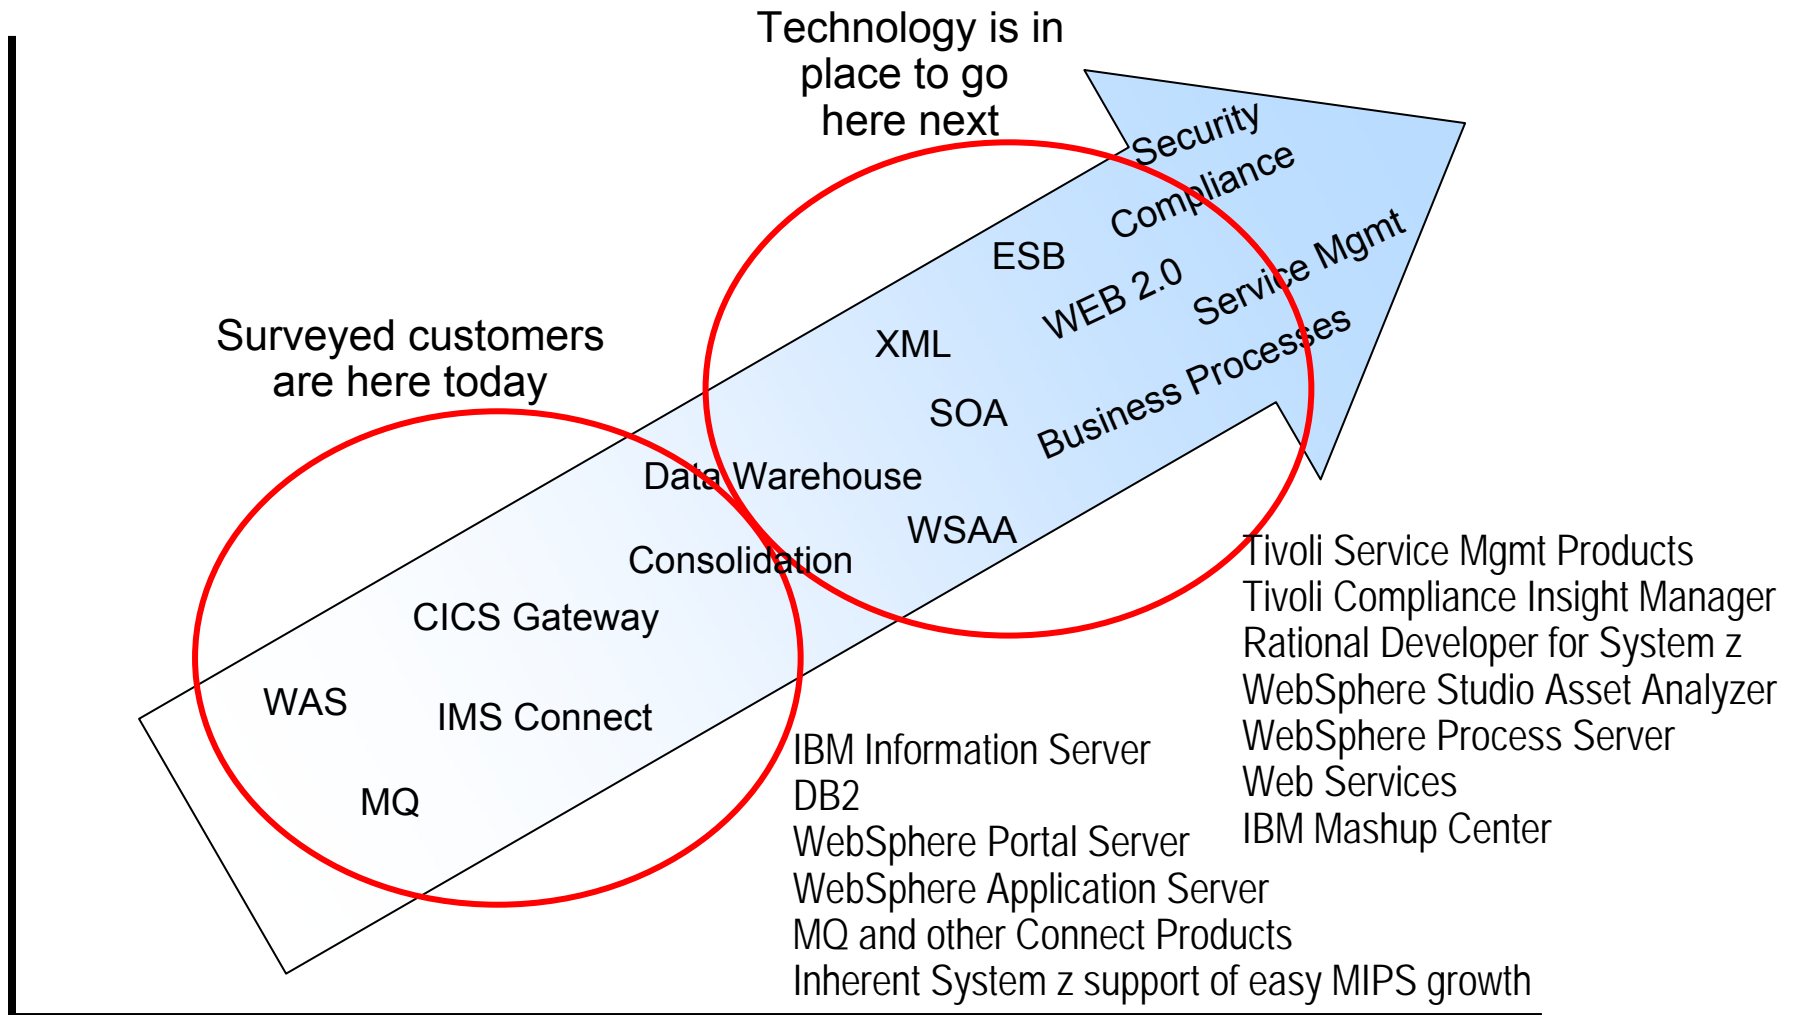 Technology is in
place to go
here next
Security
Compliance
ESB
Service Mgmt
WEB 2.0
XML
Business Processes
Surveyed customers
are here today
SOA
Data Warehouse
WSAA
Consolidation
CICS Gateway
WAS
IMS Connect
MQ
Tivoli Service Mgmt Products
Tivoli Compliance Insight Manager
Rational Developer for System z
WebSphere Studio Asset Analyzer
WebSphere Process Server
Web Services
IBM Mashup Center
IBM Information Server
DB2
WebSphere Portal Server
WebSphere Application Server
MQ and other Connect Products
Inherent System z support of easy MIPS growth